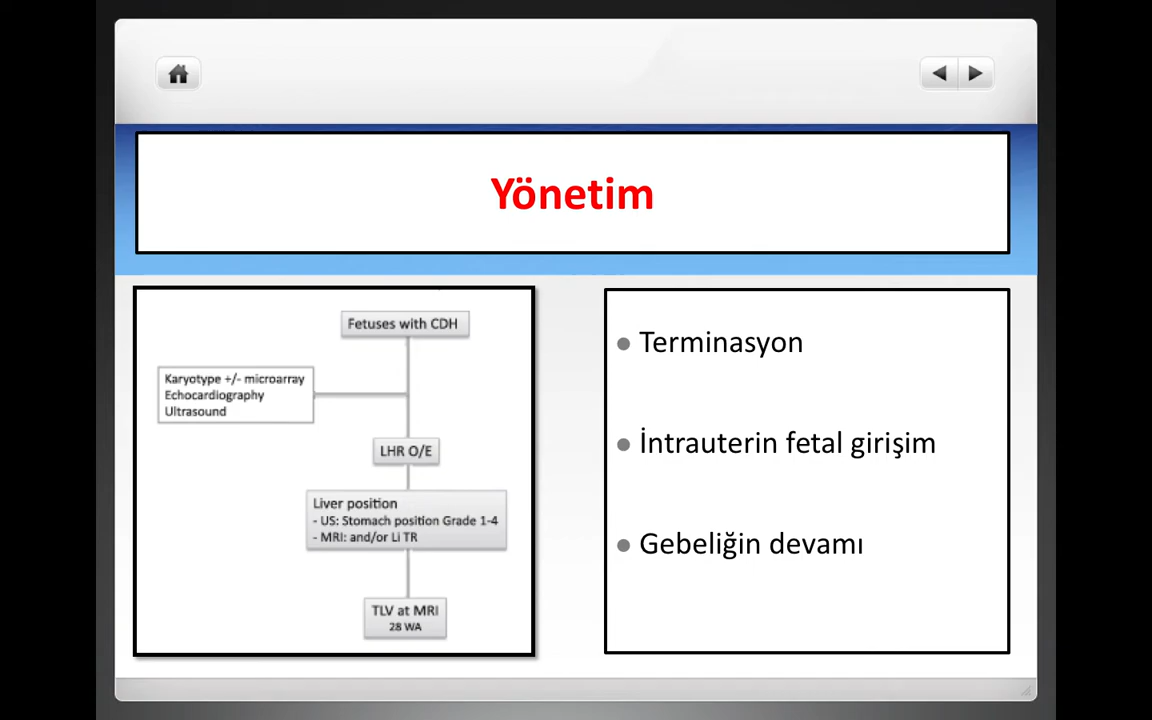 Yönetim
Fetuses with CDH
Karyotype +/- microarray
Echocardiography
Ultrasound
LHR O/E
Liver position
- US: Stomach position Grade 1-4
- MRI: and/or Li TR
TLV at MRI
28 WA
● Terminasyon
● İntrauterin fetal girişim
● Gebeliğin devamı